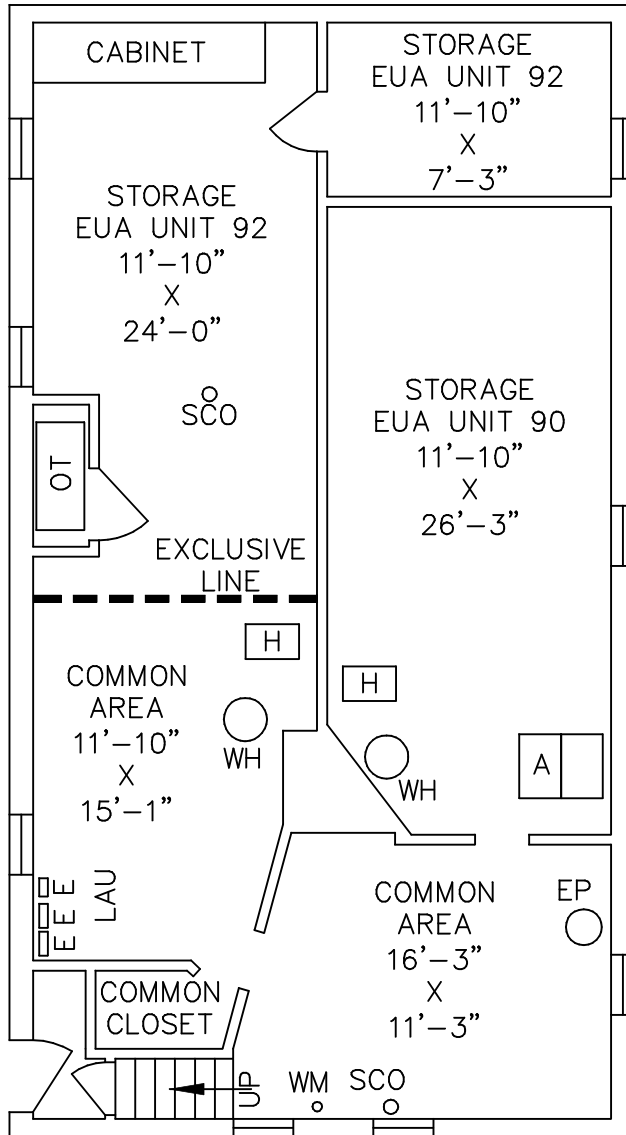 CABINET
STORAGE
EUA UNIT 92
11'-10"
X
7'-3"
STORAGE
EUA UNIT 92
11'-10"
X
24'-0"
SCO
STORAGE
EUA UNIT 90
11'-10"
X
26'-3"
OT
EXCLUSIVE
LINE
H
COMMON
AREA
11'-10"
X
15'-1"
WH
H
WH
A
E
E
E
LAU
COMMON
AREA
16'-3"
X
11'-3"
EP
COMMON
CLOSET
UP
WM
SCO